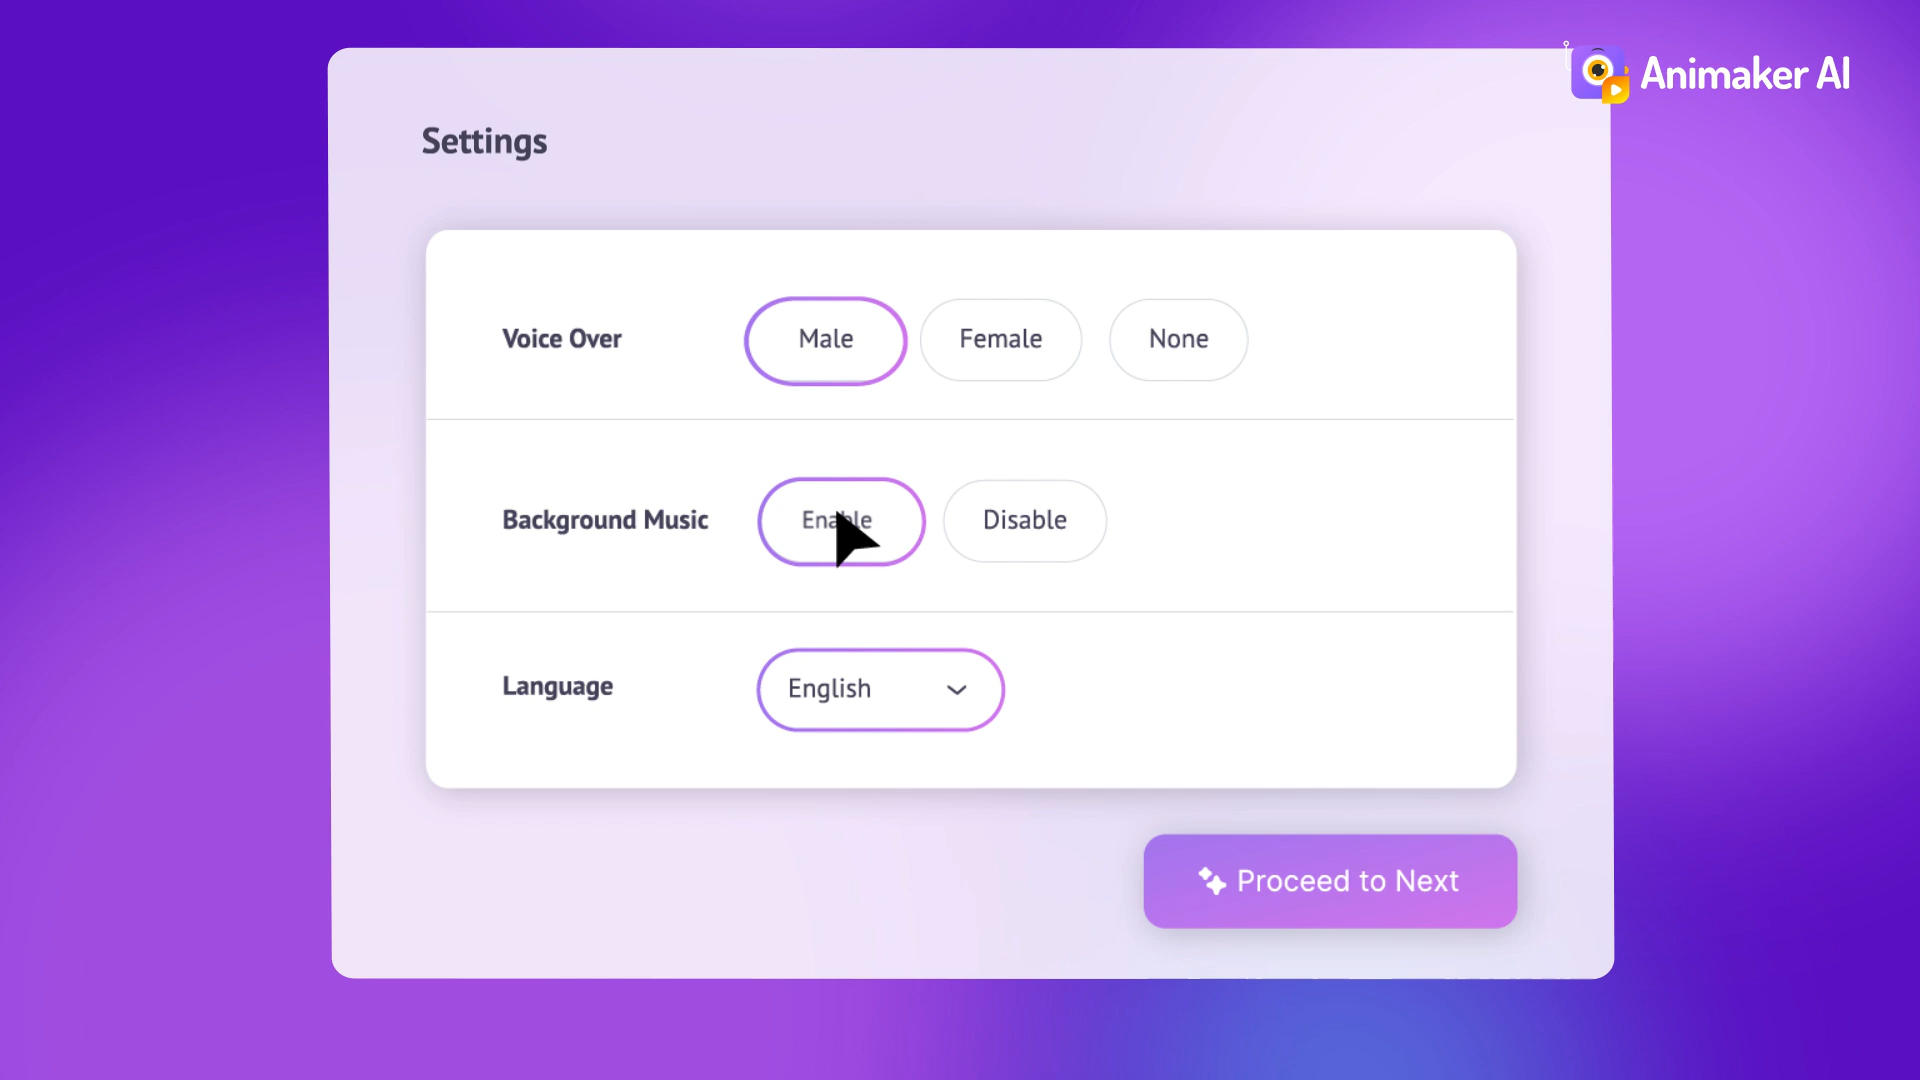 Animaker AI
Settings
Voice Over Male Female None
Background Music Enable Disable
Language English
Proceed to Next